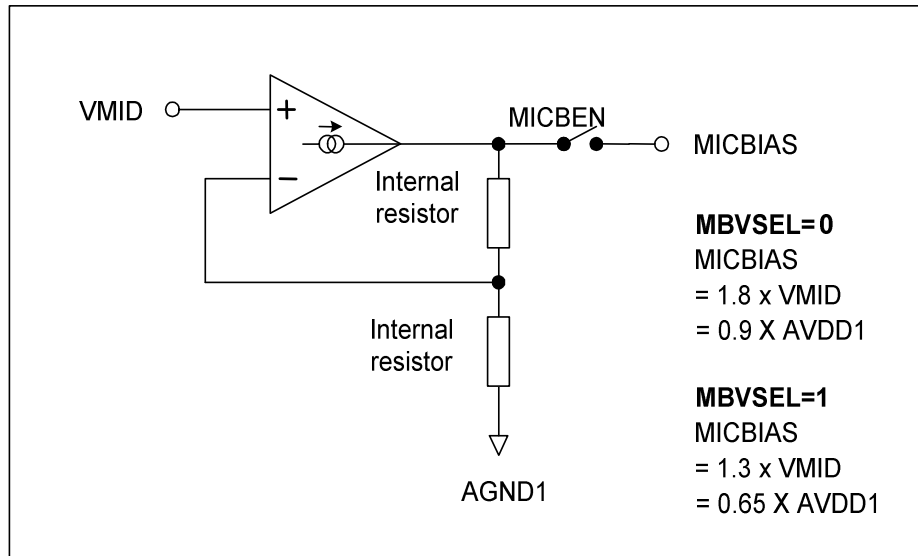 VMID
+
−
MICBEN
MICBIAS
Internal
resistor
Internal
resistor
AGND1
MBVSEL=0
MICBIAS
= 1.8 x VMID
= 0.9 X AVDD1
MBVSEL=1
MICBIAS
= 1.3 x VMID
= 0.65 X AVDD1